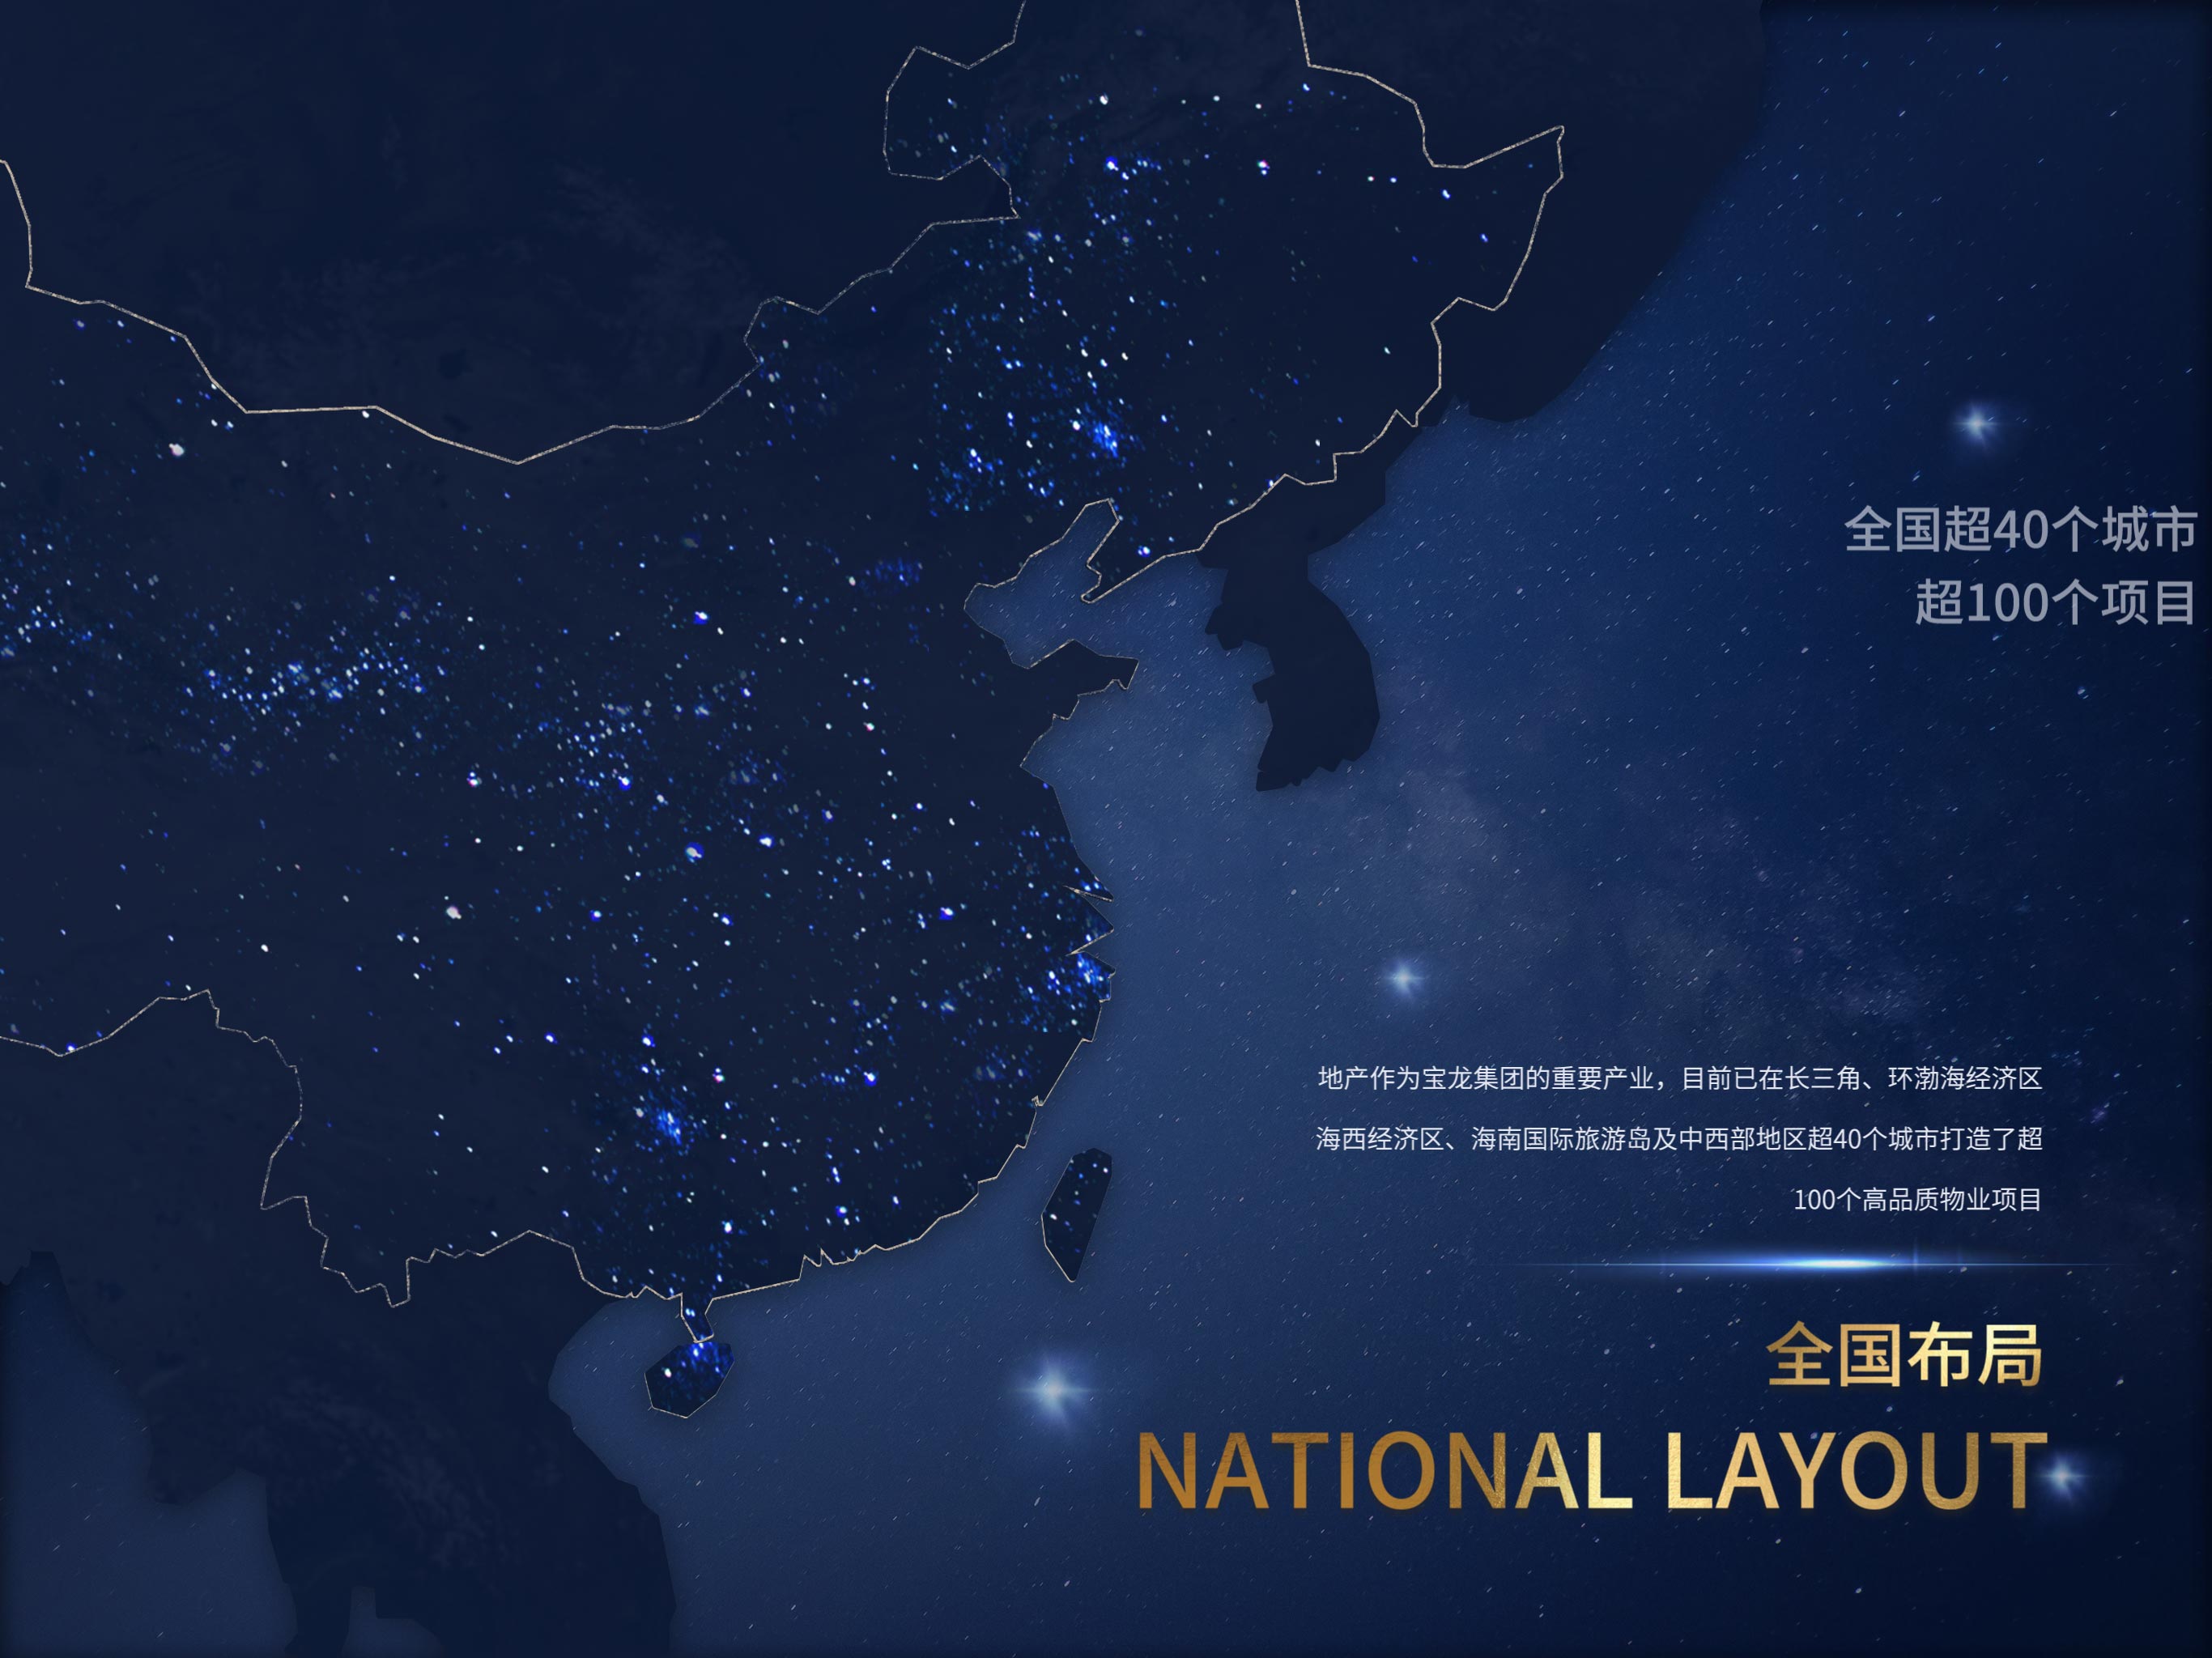 全国超40个城市
超100个项目
地产作为宝龙集团的重要产业，目前已在长三角、环渤海经济区
海西经济区、海南国际旅游岛及中西部地区超40个城市打造了超
100个高品质物业项目
全国布局
NATIONAL LAYOUT